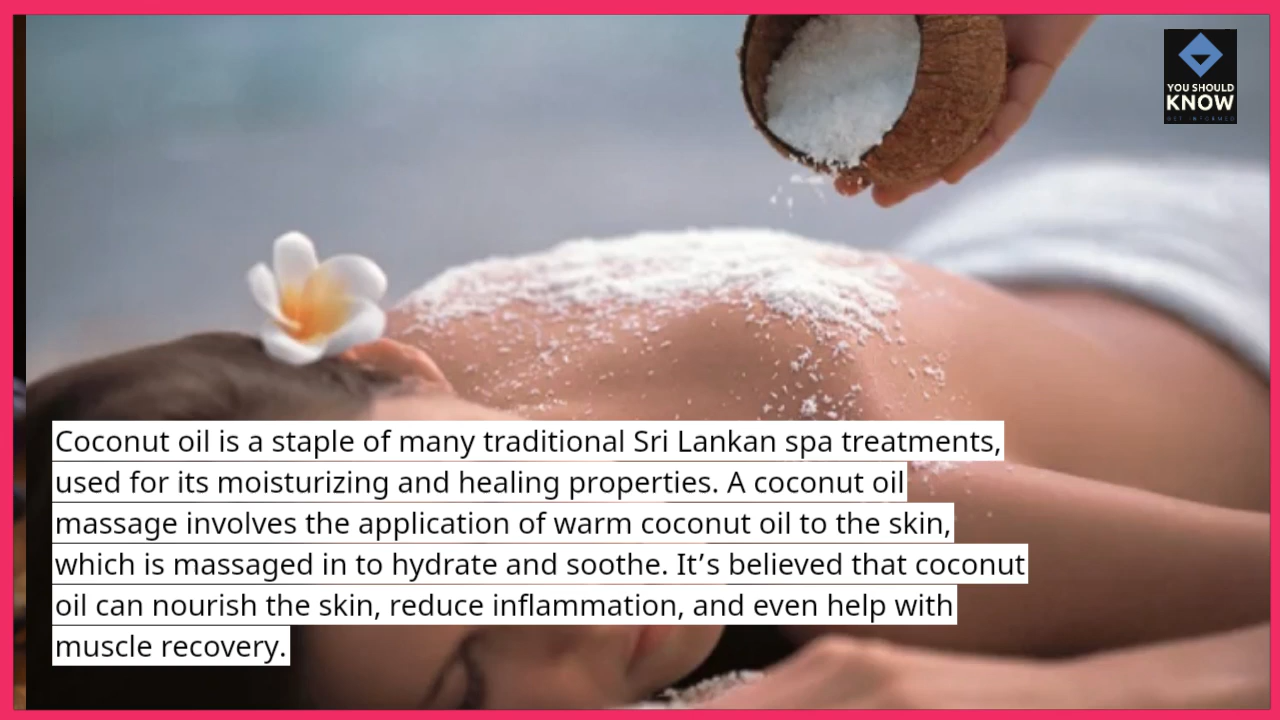 YOU SHOULD
KNOW
GET INFORMED
Coconut oil is a staple of many traditional Sri Lankan spa treatments,
used for its moisturizing and healing properties. A coconut oil
massage involves the application of warm coconut oil to the skin,
which is massaged in to hydrate and soothe. It’s believed that coconut
oil can nourish the skin, reduce inflammation, and even help with
muscle recovery.